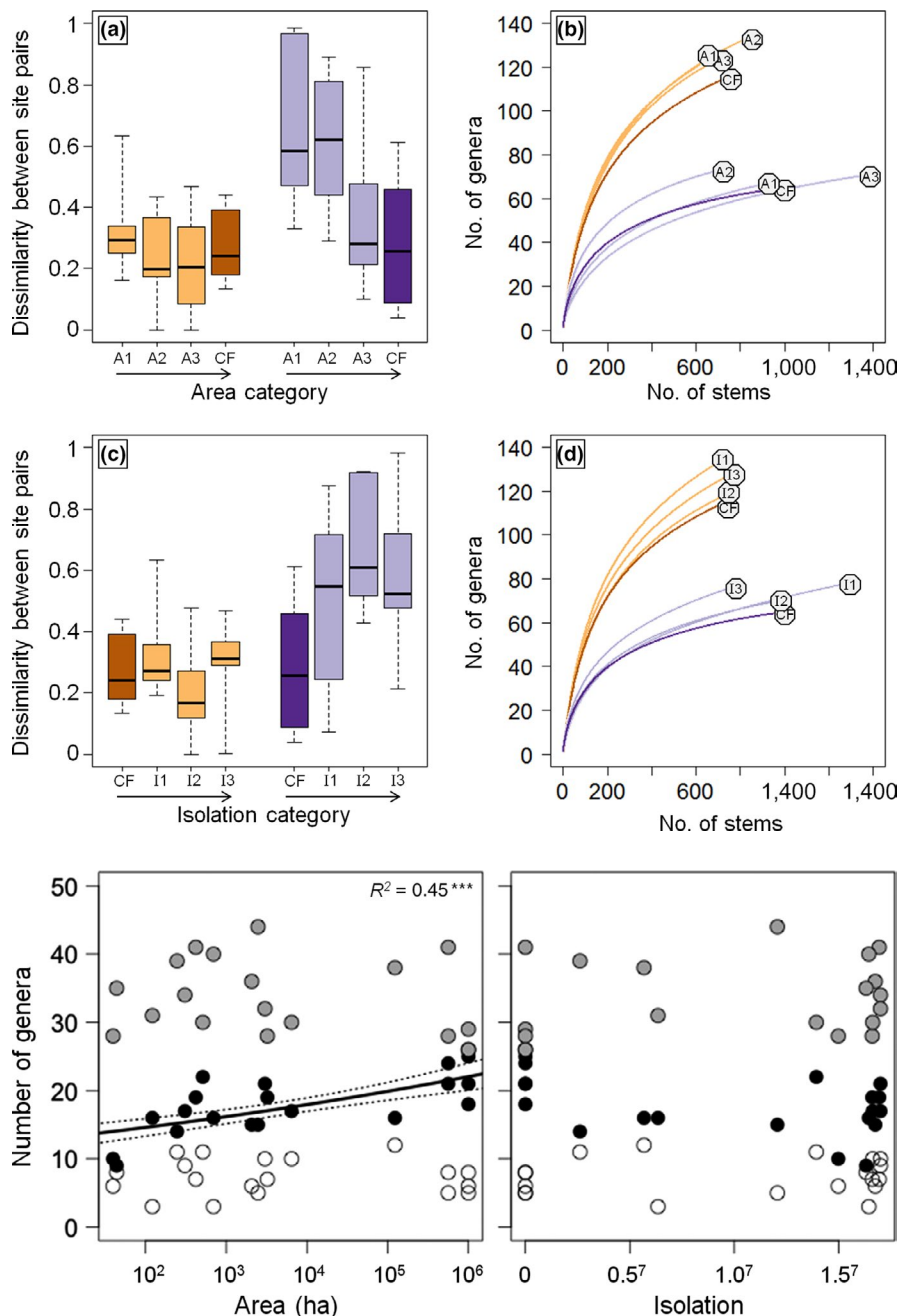 (a)
Dissimilarity between site pairs
1
0.8
0.6
0.4
0.2
0
A1 A2 A3 CF A1 A2 A3 CF
Area category
(b)
No. of genera
140
120
100
80
60
40
20
0
A1 A2 A3 CF
A2 A1 CF A3
0 200 600 1,000 1,400
No. of stems
(c)
Dissimilarity between site pairs
1
0.8
0.6
0.4
0.2
0
CF I1 I2 I3 CF I1 I2 I3
Isolation category
(d)
No. of genera
140
120
100
80
60
40
20
0
I1
I3
I2
CF
I3 I2 CF I1
0 200 600 1,400 1,400
No. of stems
R² = 0.45 ***
Number of genera
50
40
30
20
10
0
10² 10³ 10⁴ 10⁵ 10⁶
Area (ha)
0 0.5⁷ 1.0⁷ 1.5⁷
Isolation